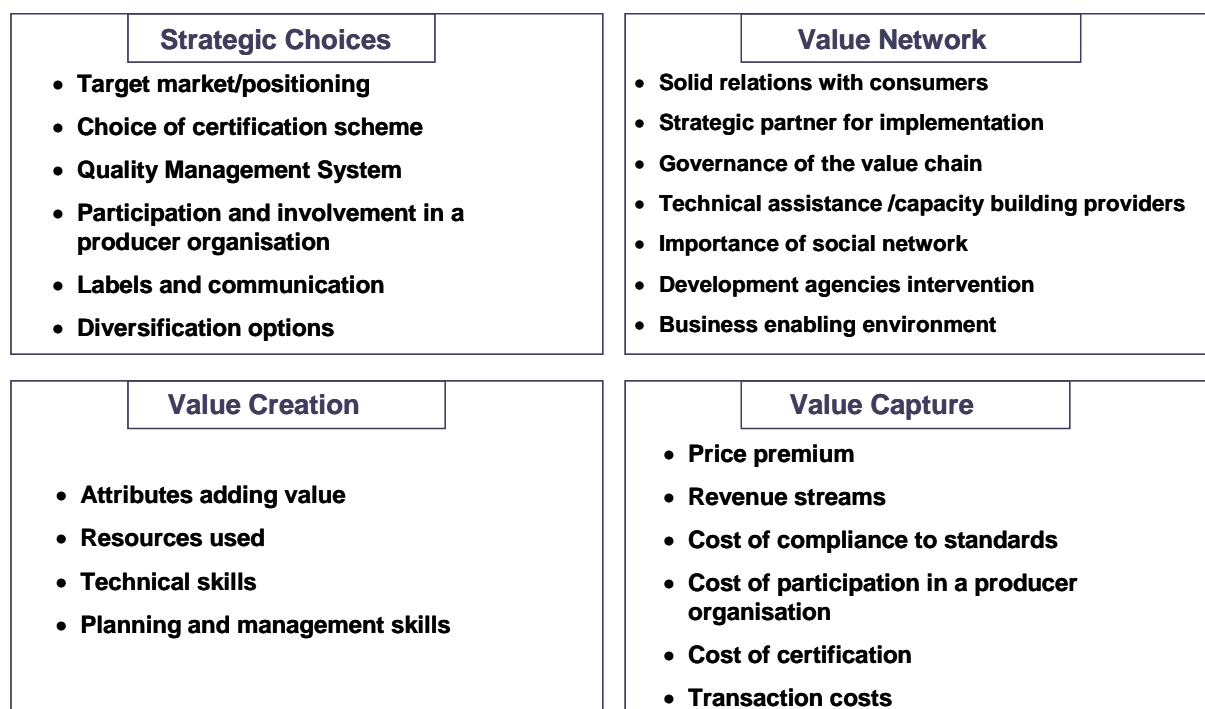 Strategic Choices
• Target market/positioning
• Choice of certification scheme
• Quality Management System
• Participation and involvement in a
producer organisation
• Labels and communication
• Diversification options
Value Network
• Solid relations with consumers
• Strategic partner for implementation
• Governance of the value chain
• Technical assistance /capacity building providers
• Importance of social network
• Development agencies intervention
• Business enabling environment
Value Creation
• Attributes adding value
• Resources used
• Technical skills
• Planning and management skills
Value Capture
• Price premium
• Revenue streams
• Cost of compliance to standards
• Cost of participation in a producer
organisation
• Cost of certification
• Transaction costs